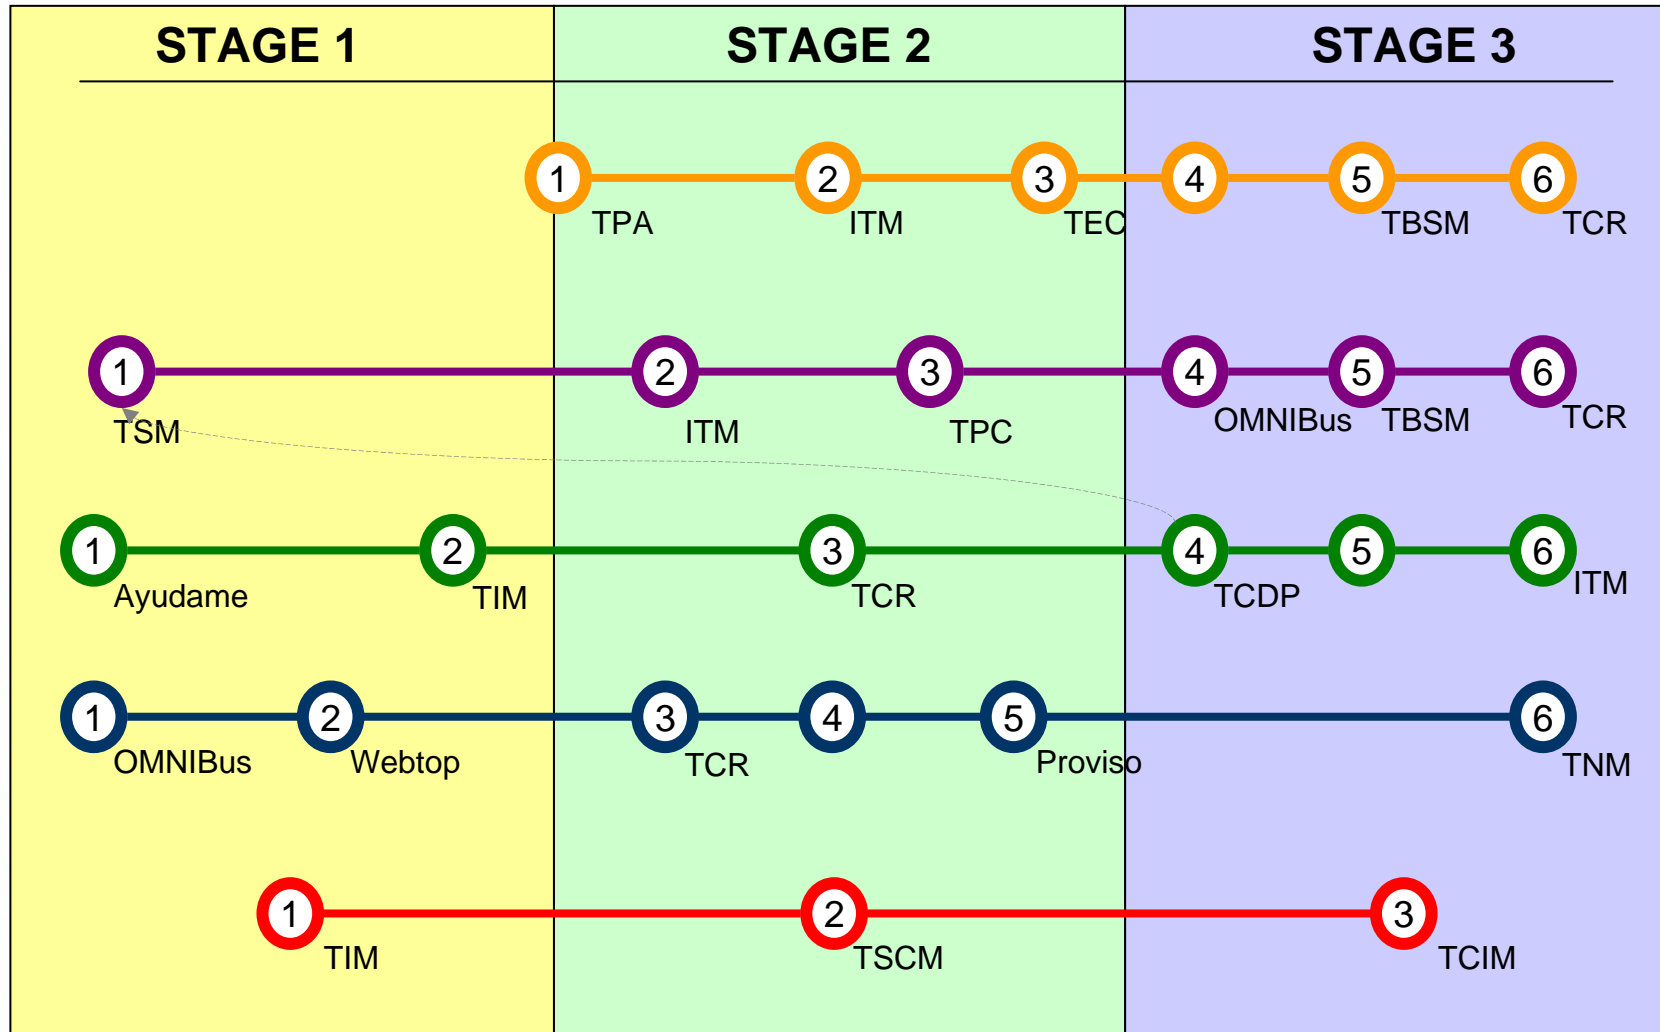 STAGE 1 STAGE 2 STAGE 3
1 2 3 4 5 6
TPA ITM TEC TBSM TCR
1 2 3 4 5 6
TSM ITM TPC OMNIBus TBSM TCR
1 2 3 4 5 6
Ayudame TIM TCR TCDP ITM
1 2 3 4 5 6
OMNIBus Webtop TCR Proviso TNM
1 2 3
TIM TSCM TCIM